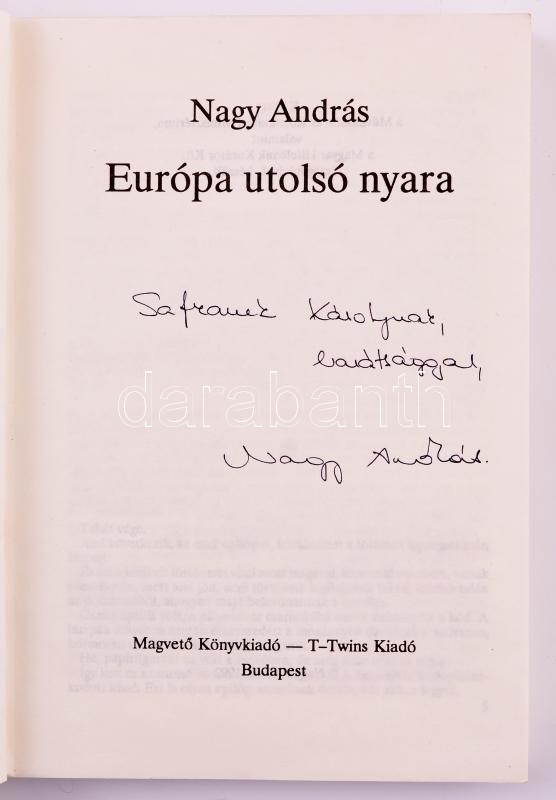 Nagy András
Európa utolsó nyara
Safranek Károlynak,
barátsággal,
darabanth
Nagy András.
Magvető Könyvkiadó — T–Twins Kiadó
Budapest